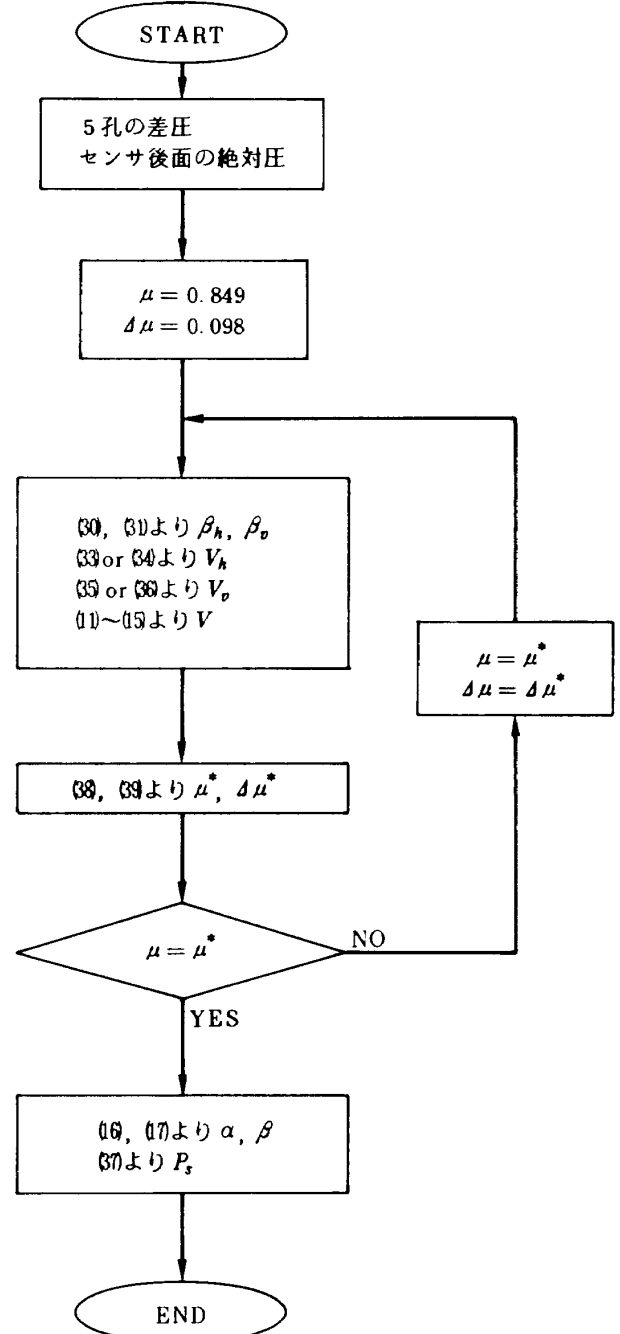 START
5孔の差圧
センサ後面の絶対圧
μ = 0.849
Δμ = 0.098
(30), (31)より β_h, β_v
(33) or (34)より V_h
(35) or (36)より V_v
(11)~(15)より V
μ = μ*
Δμ = Δμ*
(38), (39)より μ*, Δμ*
μ = μ*
NO
YES
(16), (17)より α, β
(37)より P_s
END